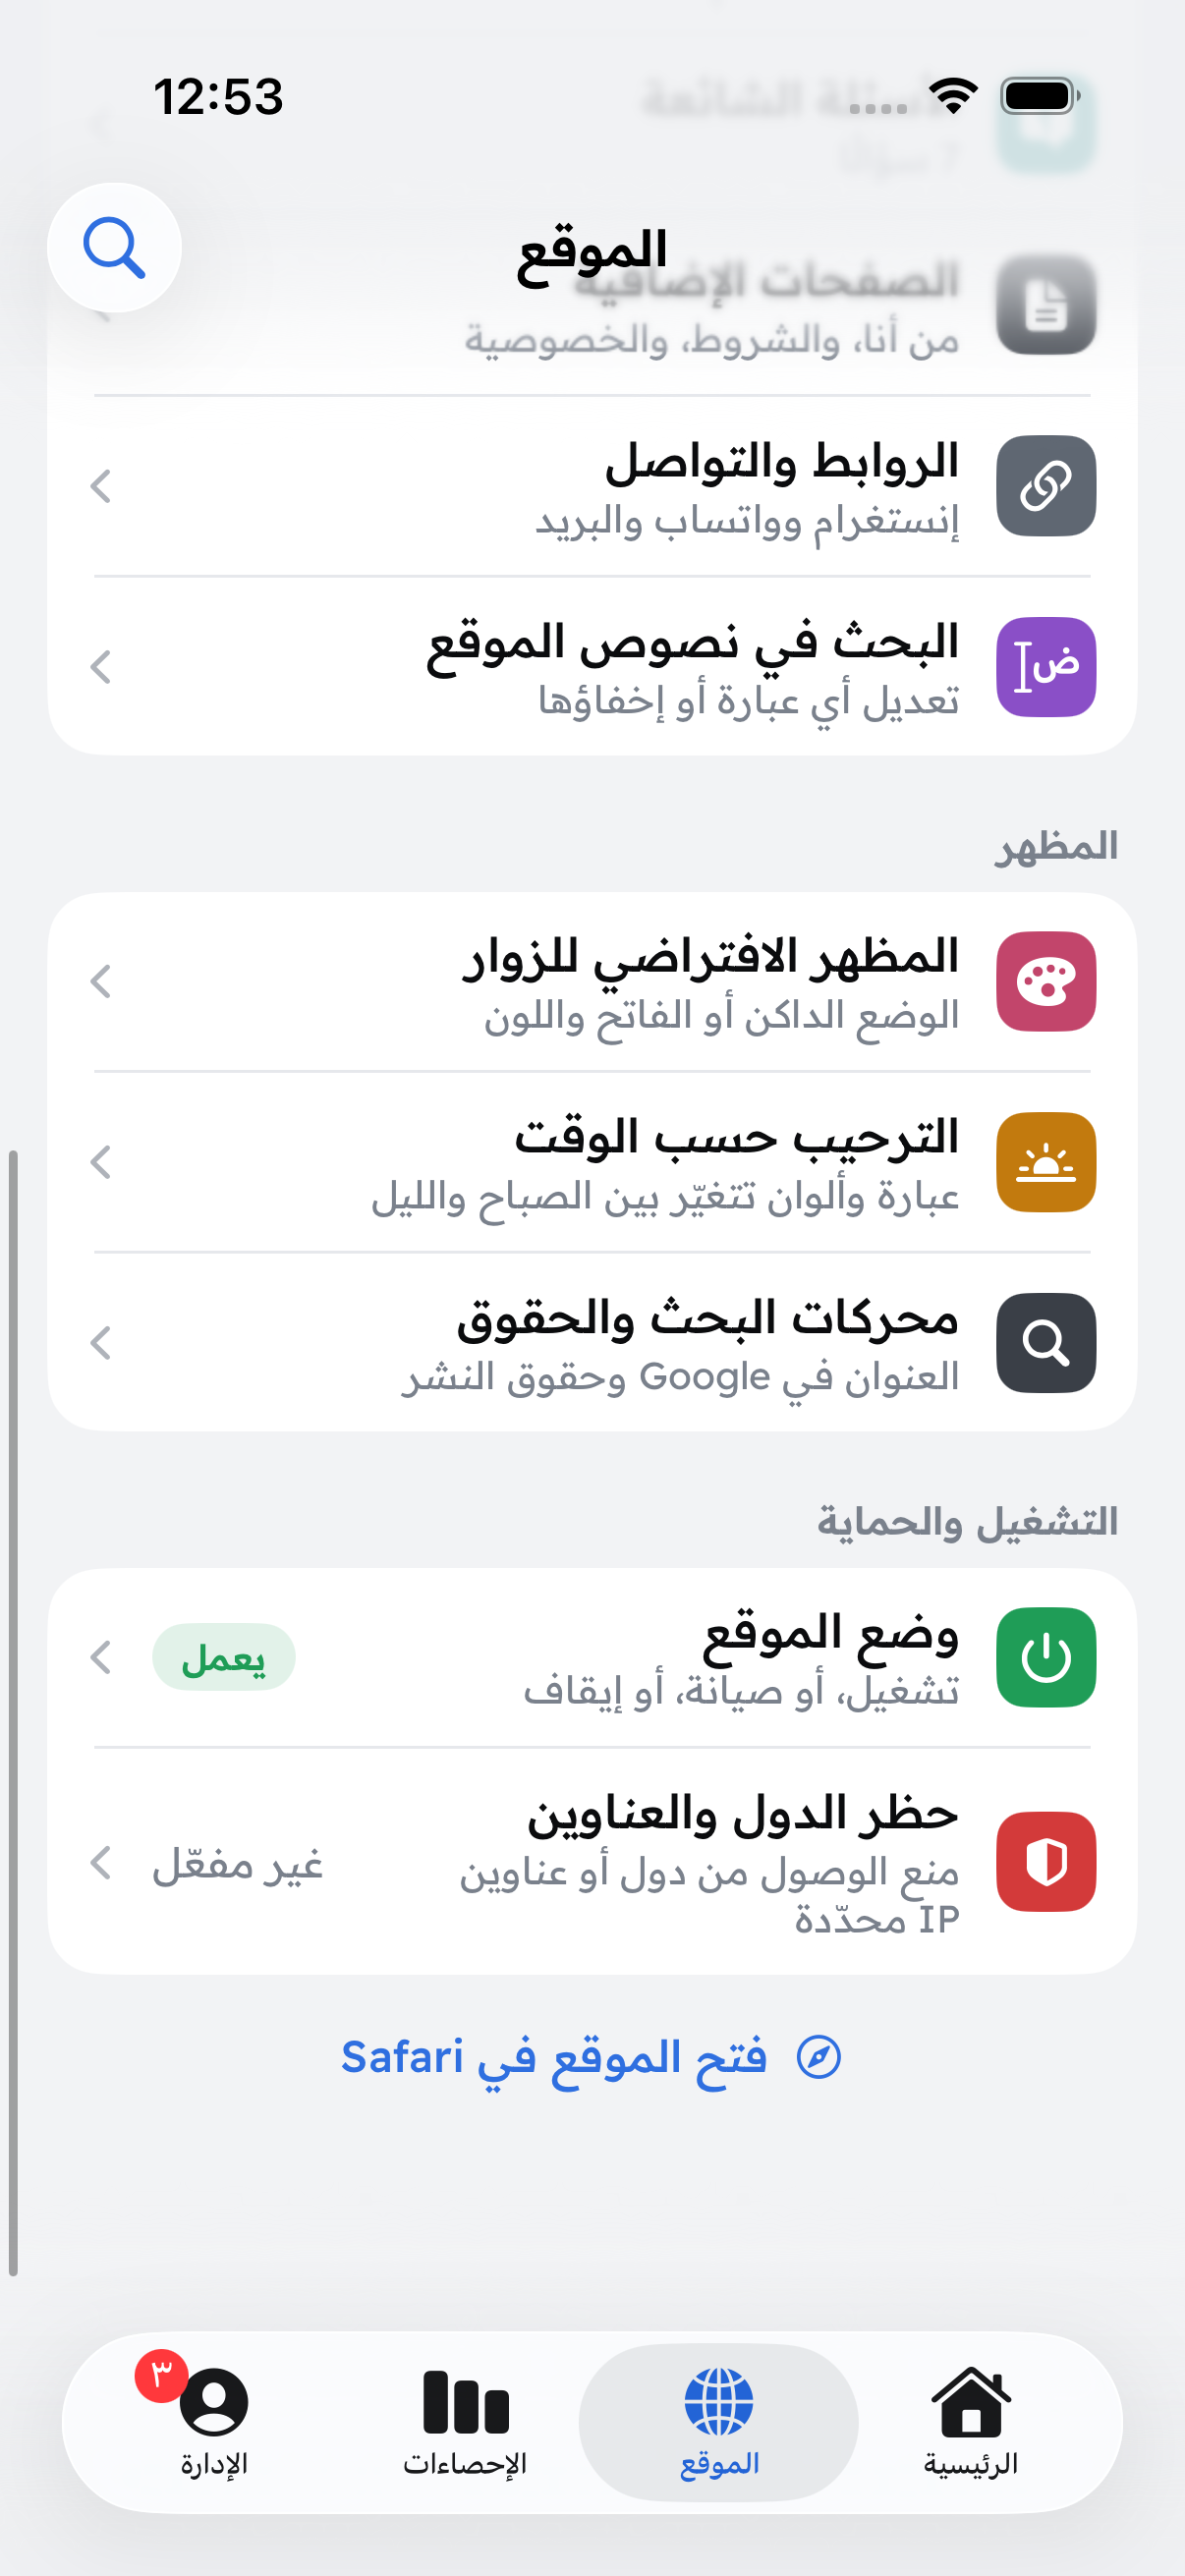 12:53
الأسئلة الشائعة
7 سؤالًا
الموقع
الصفحات الإضافية
من أنا، والشروط، والخصوصية
الروابط والتواصل
إنستغرام وواتساب والبريد
ض
البحث في نصوص الموقع
تعديل أي عبارة أو إخفاؤها
المظهر
المظهر الافتراضي للزوار
الوضع الداكن أو الفاتح واللون
الترحيب حسب الوقت
عبارة وألوان تتغيّر بين الصباح والليل
محركات البحث والحقوق
العنوان في Google وحقوق النشر
التشغيل والحماية
وضع الموقع
تشغيل، أو صيانة، أو إيقاف
يعمل
حظر الدول والعناوين
منع الوصول من دول أو عناوين
IP محدّدة
غير مفعّل
فتح الموقع في Safari
الرئيسية
الموقع
الإحصاءات
الإدارة
٣